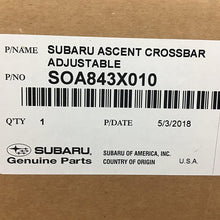 P/NAME SUBARU ASCENT CROSSBAR
ADJUSTABLE
P/NO SOA843X010
Q'TY 1 P/DATE 5/3/2018
SUBARU SUBARU OF AMERICA, INC.
Genuine Parts COUNTRY OF ORIGIN U.S.A.